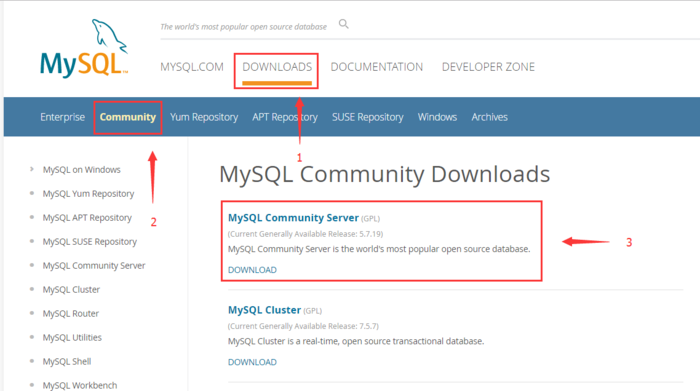 The world's most popular open source database
MySQL
MYSQL.COM DOWNLOADS DOCUMENTATION DEVELOPER ZONE
Enterprise Community Yum Repository APT Repository SUSE Repository Windows Archives
1
2
MySQL on Windows
MySQL Yum Repository
MySQL APT Repository
MySQL SUSE Repository
MySQL Community Server
MySQL Cluster
MySQL Router
MySQL Utilities
MySQL Shell
MySQL Workbench
MySQL Community Downloads
MySQL Community Server (GPL)
(Current Generally Available Release: 5.7.19)
MySQL Community Server is the world's most popular open source database.
DOWNLOAD
3
MySQL Cluster (GPL)
(Current Generally Available Release: 7.5.7)
MySQL Cluster is a real-time, open source transactional database.
DOWNLOAD